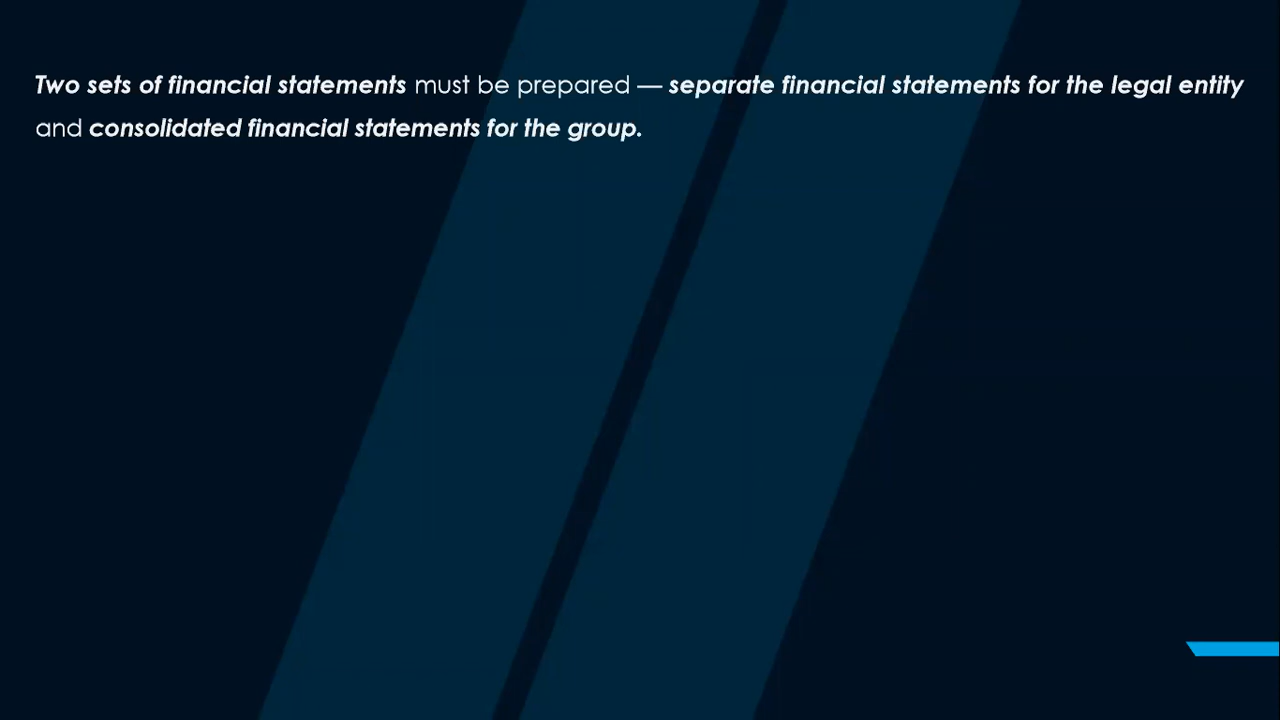 Two sets of financial statements must be prepared — separate financial statements for the legal entity
and consolidated financial statements for the group.